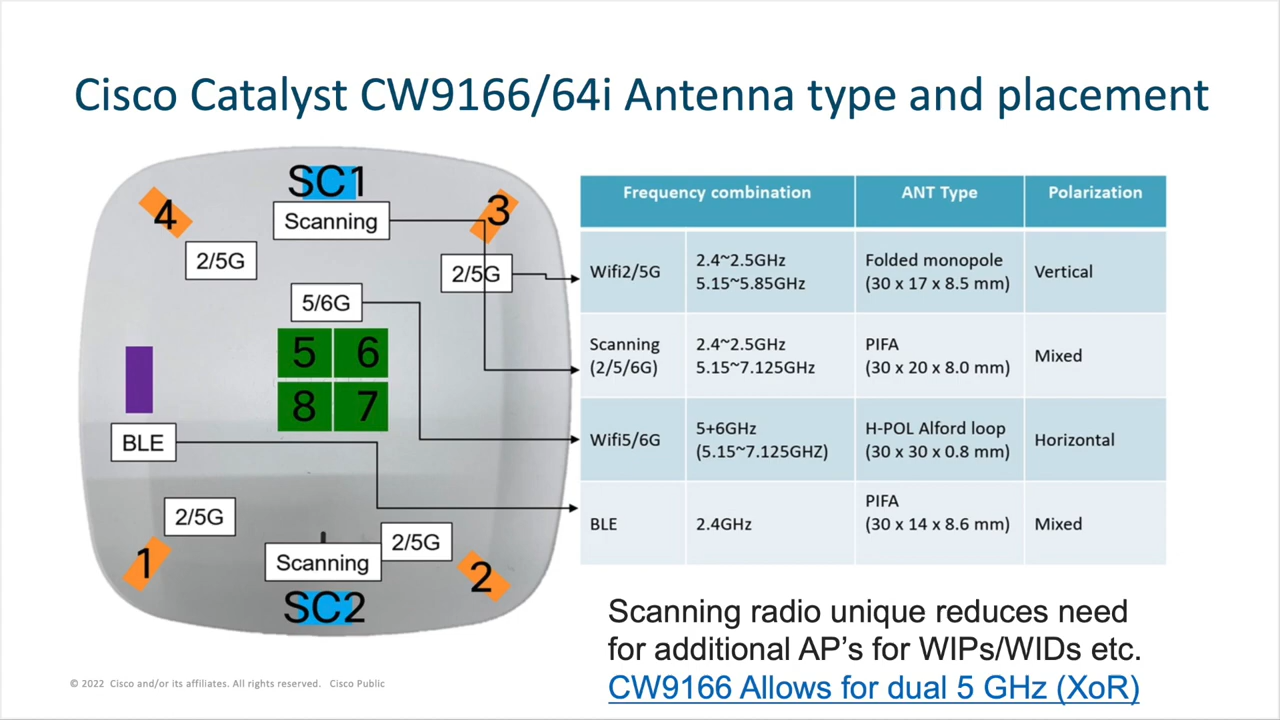 Cisco Catalyst CW9166/64i Antenna type and placement
SC1
Scanning
4
3
2/5G
2/5G
5/6G
5 6
8 7
BLE
2/5G
2/5G
1
Scanning
2
SC2
Frequency combination ANT Type Polarization
Wifi2/5G
2.4~2.5GHz
5.15~5.85GHz
Folded monopole
(30 x 17 x 8.5 mm)
Vertical
Scanning
(2/5/6G)
2.4~2.5GHz
5.15~7.125GHz
PIFA
(30 x 20 x 8.0 mm)
Mixed
Wifi5/6G
5+6GHz
(5.15~7.125GHZ)
H-POL Alford loop
(30 x 30 x 0.8 mm)
Horizontal
BLE
2.4GHz
PIFA
(30 x 14 x 8.6 mm)
Mixed
Scanning radio unique reduces need
for additional AP’s for WIPs/WIDs etc.
CW9166 Allows for dual 5 GHz (XoR)
© 2022 Cisco and/or its affiliates. All rights reserved. Cisco Public